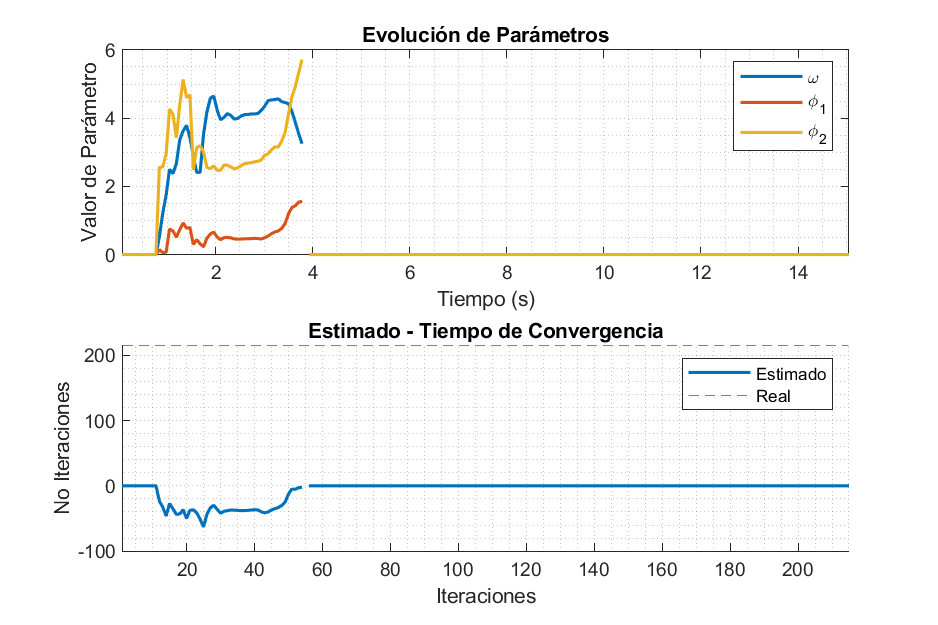 Evolución de Parámetros
Valor de Parámetro
6
4
2
0
ω
ϕ1
ϕ2
2 4 6 8 10 12 14
Tiempo (s)
Estimado - Tiempo de Convergencia
No Iteraciones
200
100
0
-100
Estimado
Real
20 40 60 80 100 120 140 160 180 200
Iteraciones